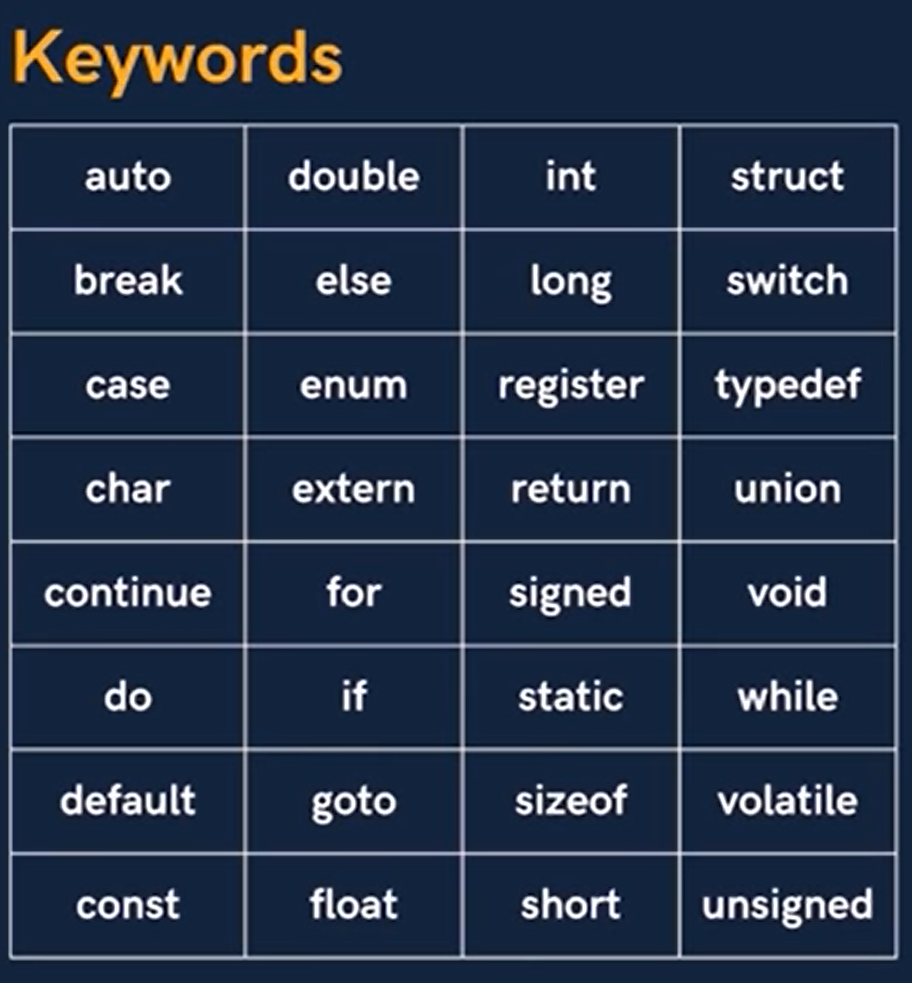 Keywords
auto double int struct
break else long switch
case enum register typedef
char extern return union
continue for signed void
do if static while
default goto sizeof volatile
const float short unsigned